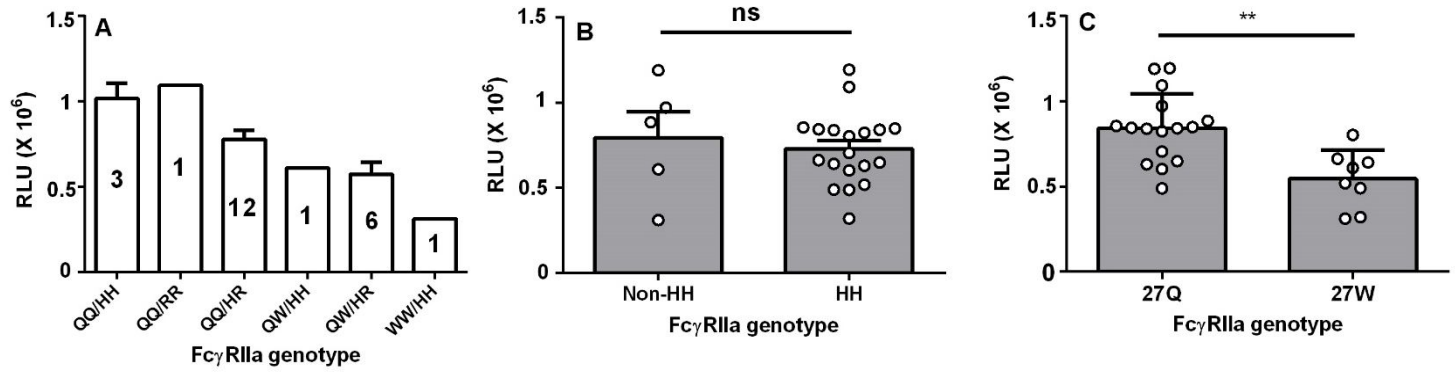 A
1.5
1
0.5
0
RLU (X 10⁶)
3
1
12
1
6
1
QQ/HH
QQ/RR
QQ/HR
QW/HH
QW/HR
WW/HH
FcγRIIa genotype
B
ns
1.5
1
0.5
0
RLU (X 10⁶)
Non-HH
HH
FcγRIIa genotype
C
**
1.5
1
0.5
0
RLU (X 10⁶)
27Q
27W
FcγRIIa genotype